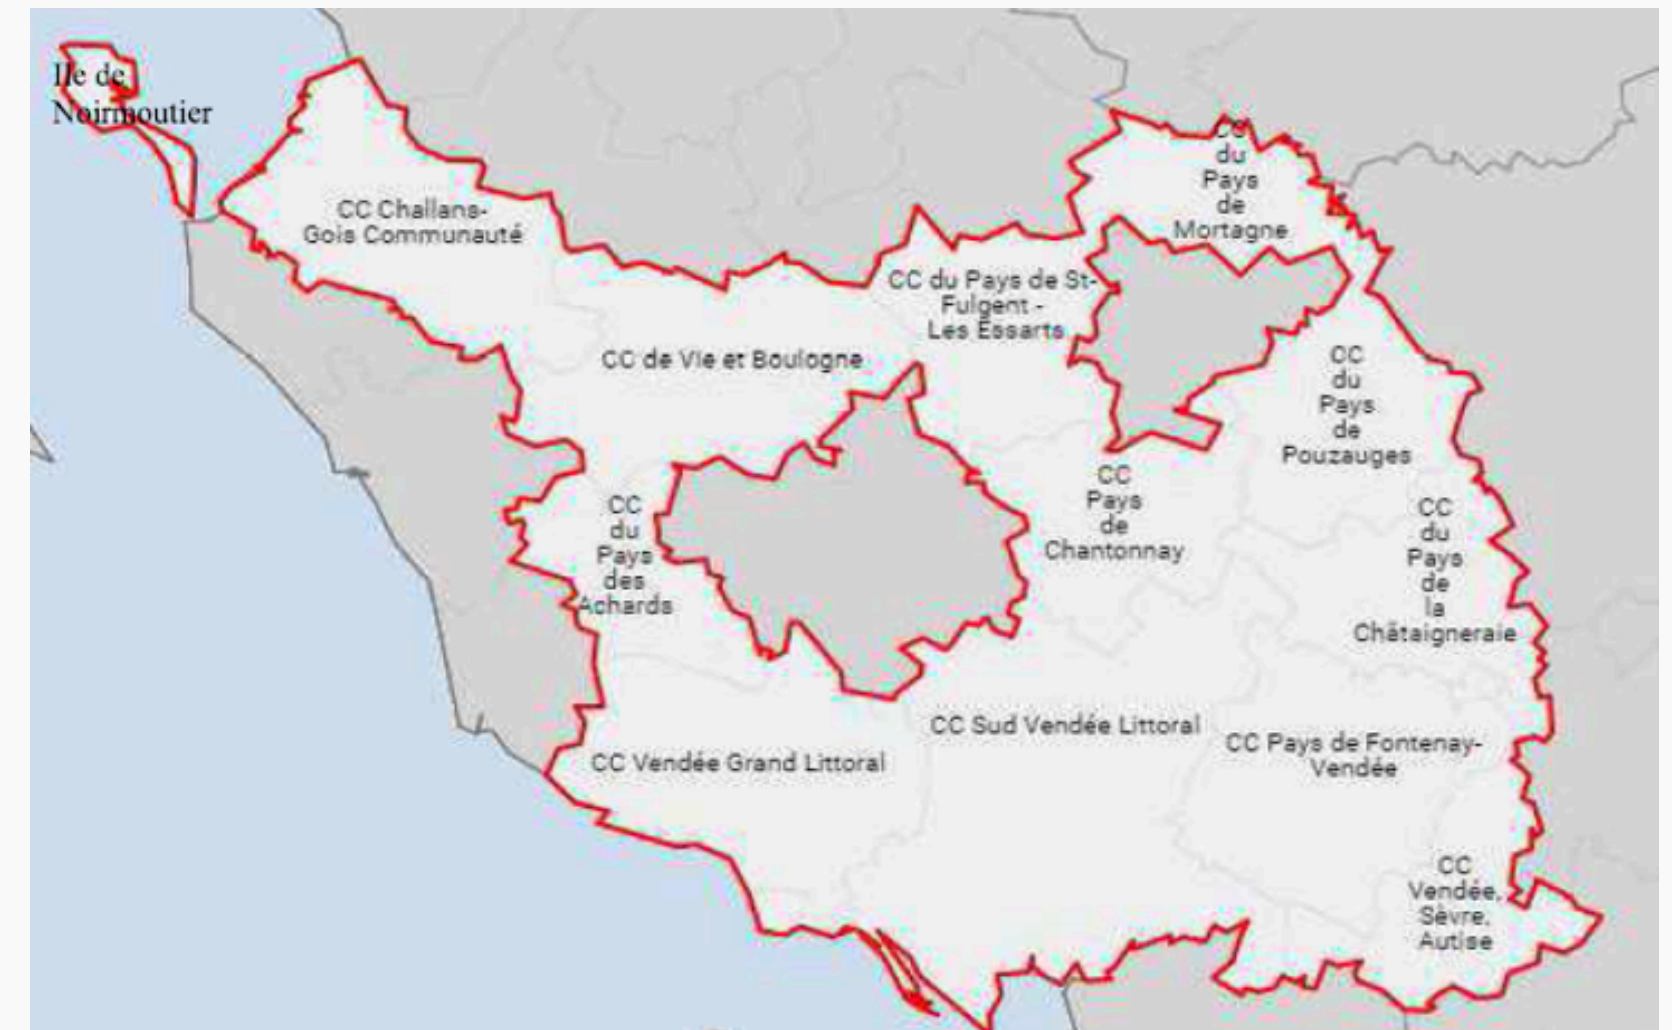 Ile de
Noirmoutier
CC
du
Pays
de
Mortagne
CC Challans-
Gois Communauté
CC du Pays de St-
Fulgent -
Les Essarts
CC de Vie et Boulogne
CC
du
Pays
de
Pouzauges
CC
Pays
de
Chantonnay
CC
du
Pays
des
Achards
CC
du
Pays
de
la
Châtaigneraie
CC Sud Vendée Littoral
CC Pays de Fontenay-
Vendée
CC Vendée Grand Littoral
CC
Vendée,
Sèvre,
Autise